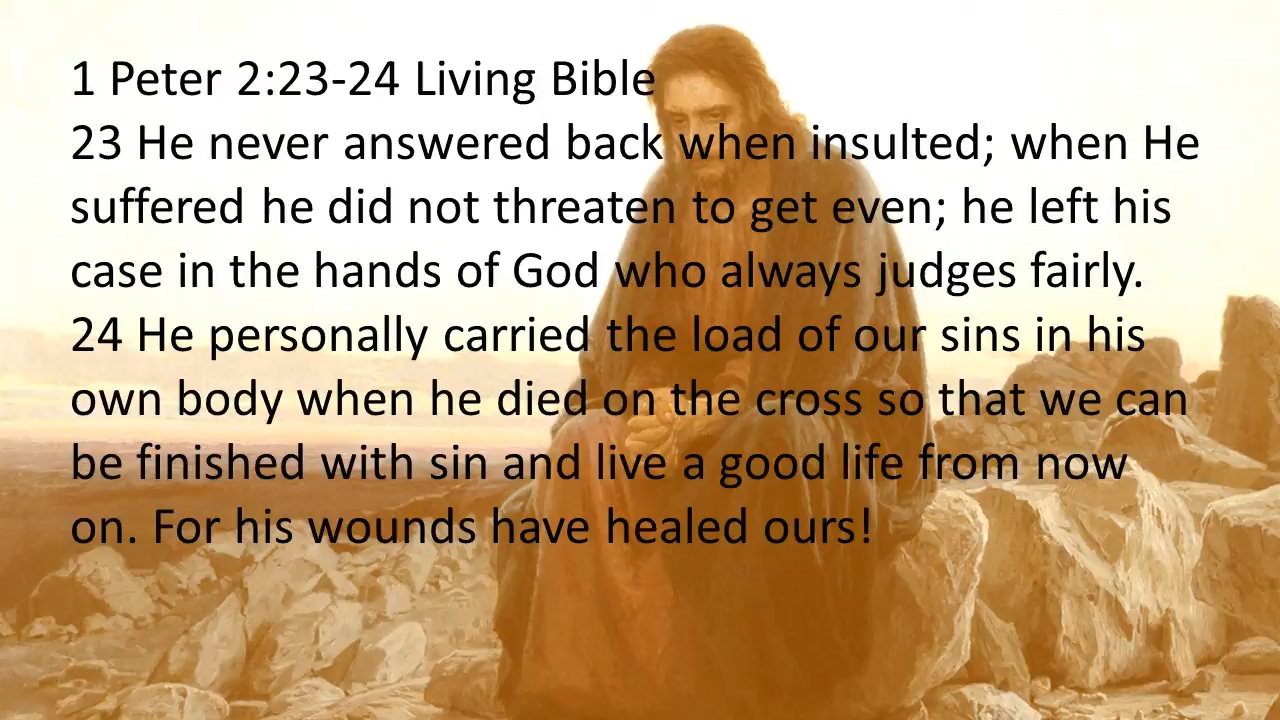 1 Peter 2:23-24 Living Bible
23 He never answered back when insulted; when He
suffered he did not threaten to get even; he left his
case in the hands of God who always judges fairly.
24 He personally carried the load of our sins in his
own body when he died on the cross so that we can
be finished with sin and live a good life from now
on. For his wounds have healed ours!